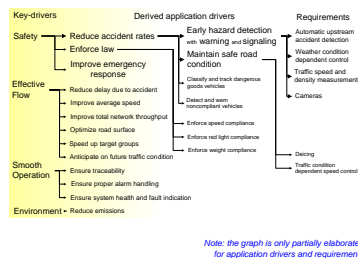 Key-drivers
Derived application drivers
Requirements
Safety
Reduce accident rates
Enforce law
Improve emergency
response
Early hazard detection
with warning and signaling
Maintain safe road
condition
Classify and track dangerous
goods vehicles
Detect and warn
noncompliant vehicles
Enforce speed compliance
Enforce red light compliance
Enforce weight compliance
Automatic upstream
accident detection
Weather condition
dependent control
Traffic speed and
density measurement
Cameras
Deicing
Traffic condition
dependent speed control
Effective
Flow
Reduce delay due to accident
Improve average speed
Improve total network throughput
Optimize road surface
Speed up target groups
Anticipate on future traffic condition
Smooth
Operation
Ensure traceability
Ensure proper alarm handling
Ensure system health and fault indication
Environment
Reduce emissions
Note: the graph is only partially elaborate
for application drivers and requiremen